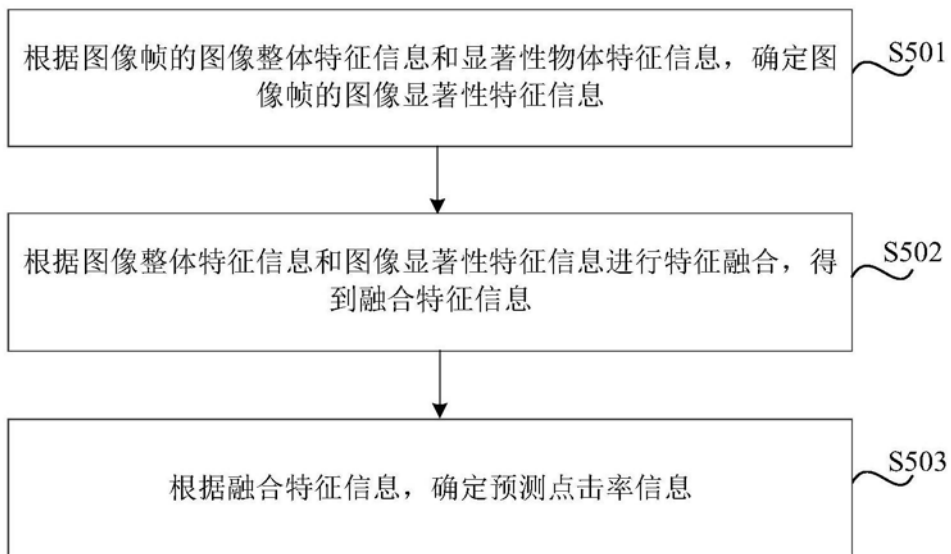 根据图像帧的图像整体特征信息和显著性物体特征信息，确定图
像帧的图像显著性特征信息
S501
根据图像整体特征信息和图像显著性特征信息进行特征融合，得
到融合特征信息
S502
根据融合特征信息，确定预测点击率信息
S503